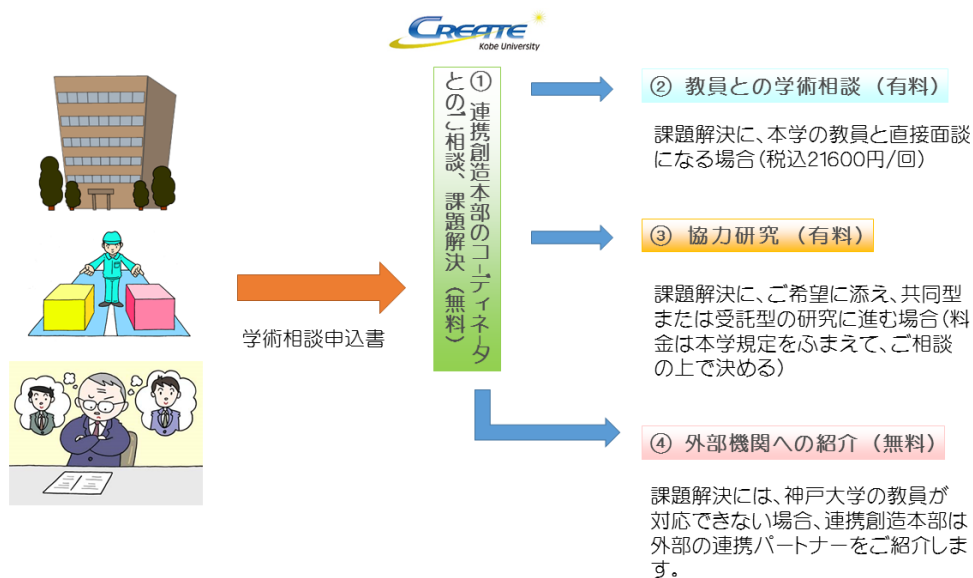 CREATE
Kobe University
学術相談申込書
① 連携創造本部のコーディネータ
とのご相談、課題解決（無料）
② 教員との学術相談（有料）
課題解決に、本学の教員と直接面談
になる場合（税込21600円/回）
③ 協力研究（有料）
課題解決に、ご希望に添え、共同型
または受託型の研究に進む場合（料
金は本学規定をふまえて、ご相談
の上で決める）
④ 外部機関への紹介（無料）
課題解決には、神戸大学の教員が
対応できない場合、連携創造本部は
外部の連携パートナーをご紹介しま
す。